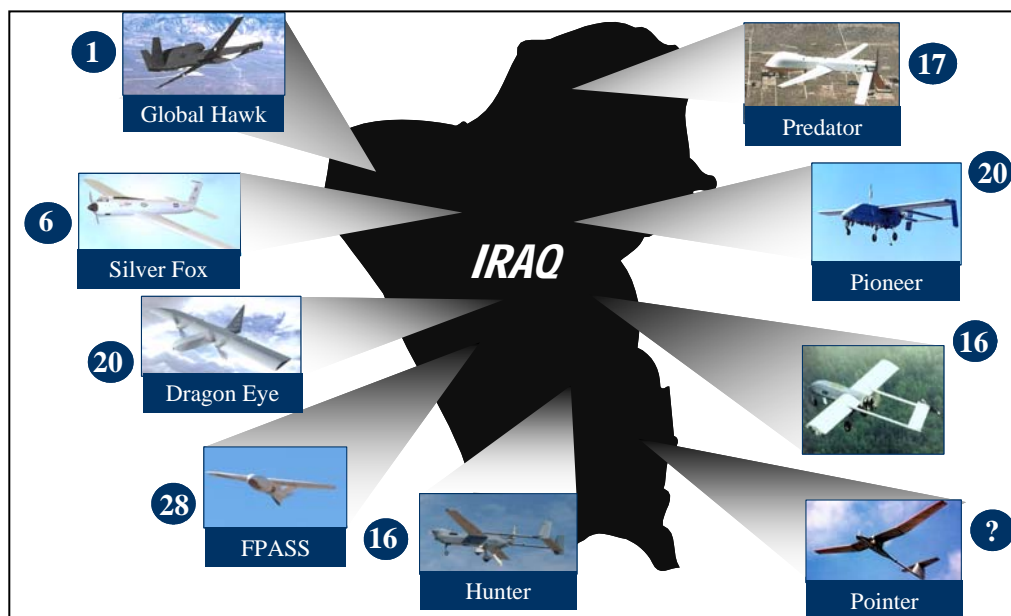 1
Global Hawk
17
Predator
6
Silver Fox
20
Pioneer
IRAQ
20
Dragon Eye
16
28
FPASS
16
Hunter
?
Pointer